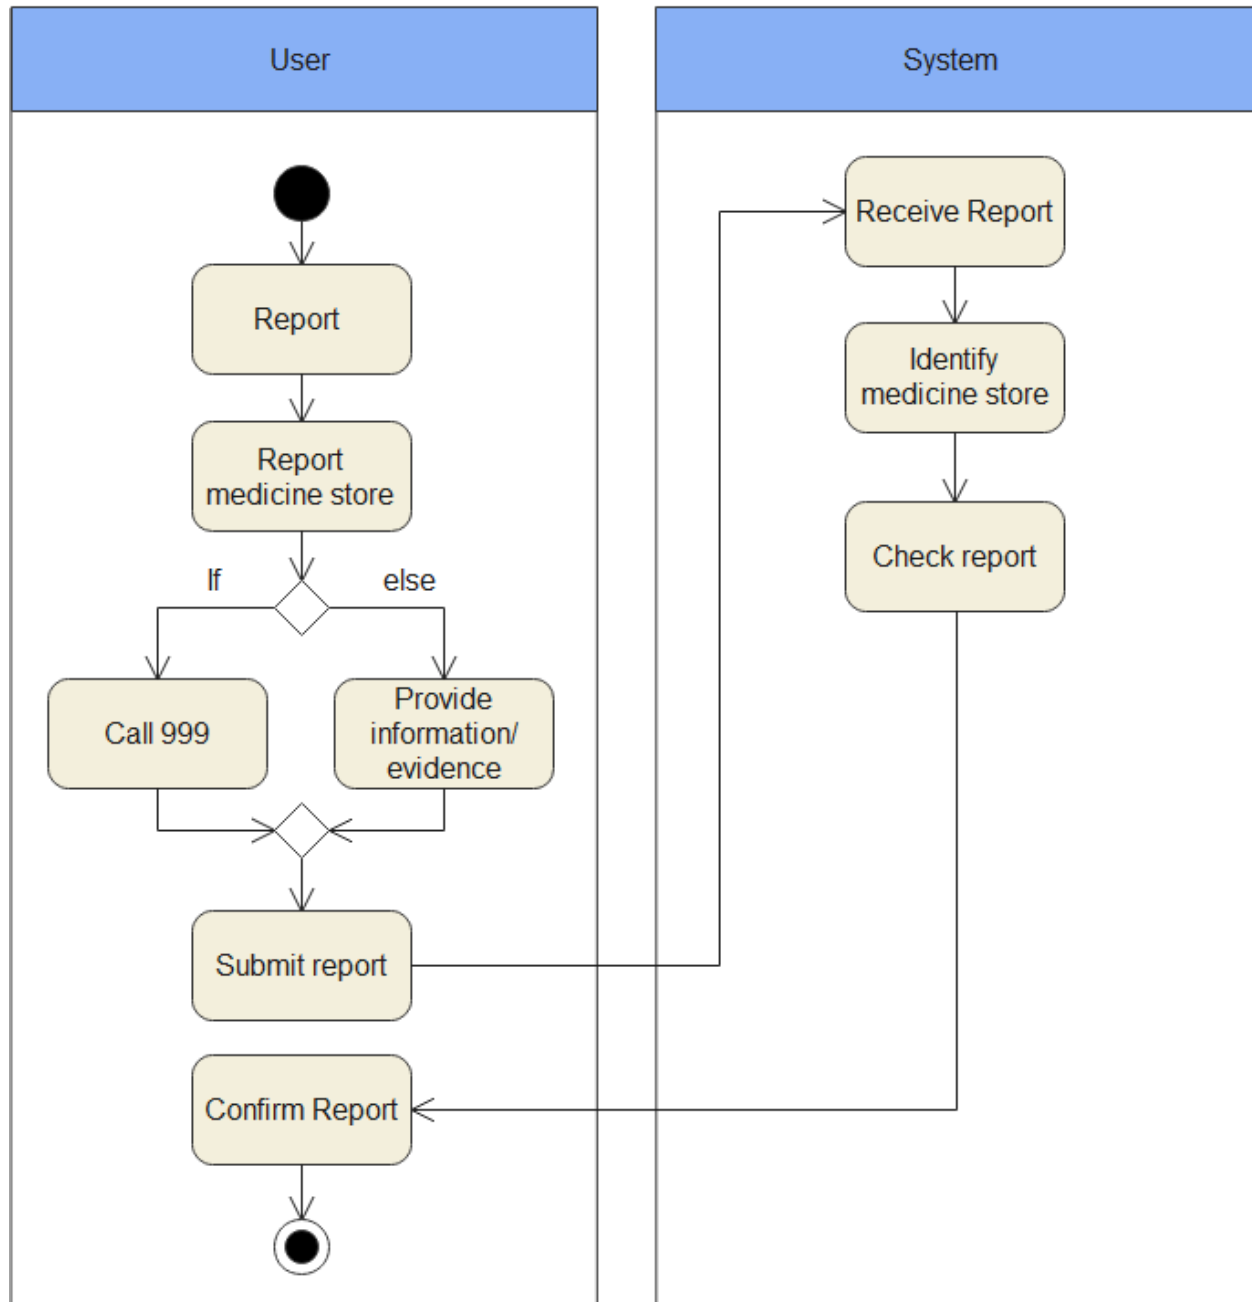 User
Report
Report
medicine store
If
else
Call 999
Provide
information/
evidence
Submit report
Confirm Report
System
Receive Report
Identify
medicine store
Check report